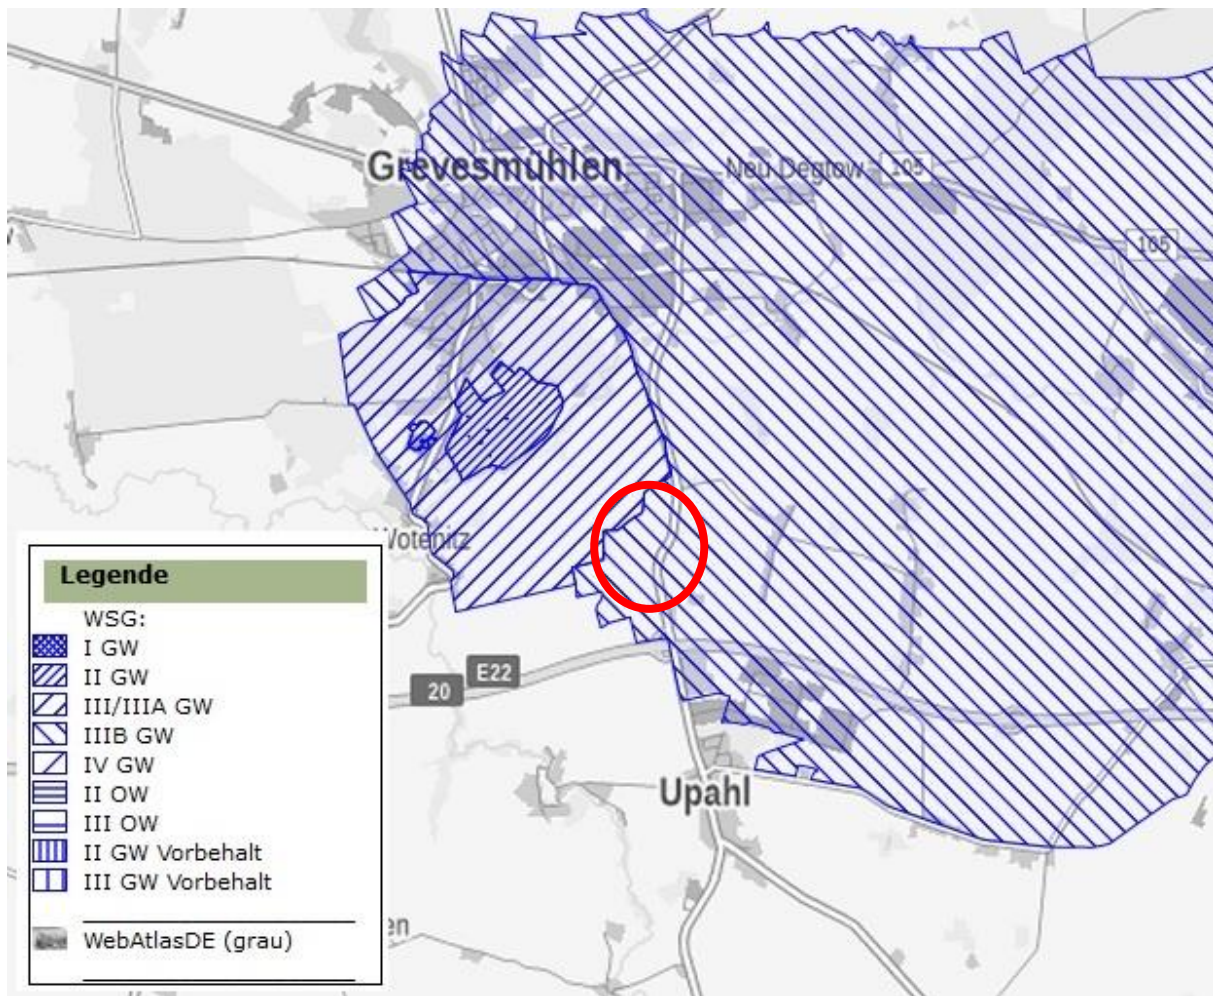 Grevesmühlen
Neu Degtow
105
105
Wotenitz
E22
20
Upahl
en
Legende
WSG:
I GW
II GW
III/IIIA GW
IIIB GW
IV GW
II OW
III OW
II GW Vorbehalt
III GW Vorbehalt
WebAtlasDE (grau)